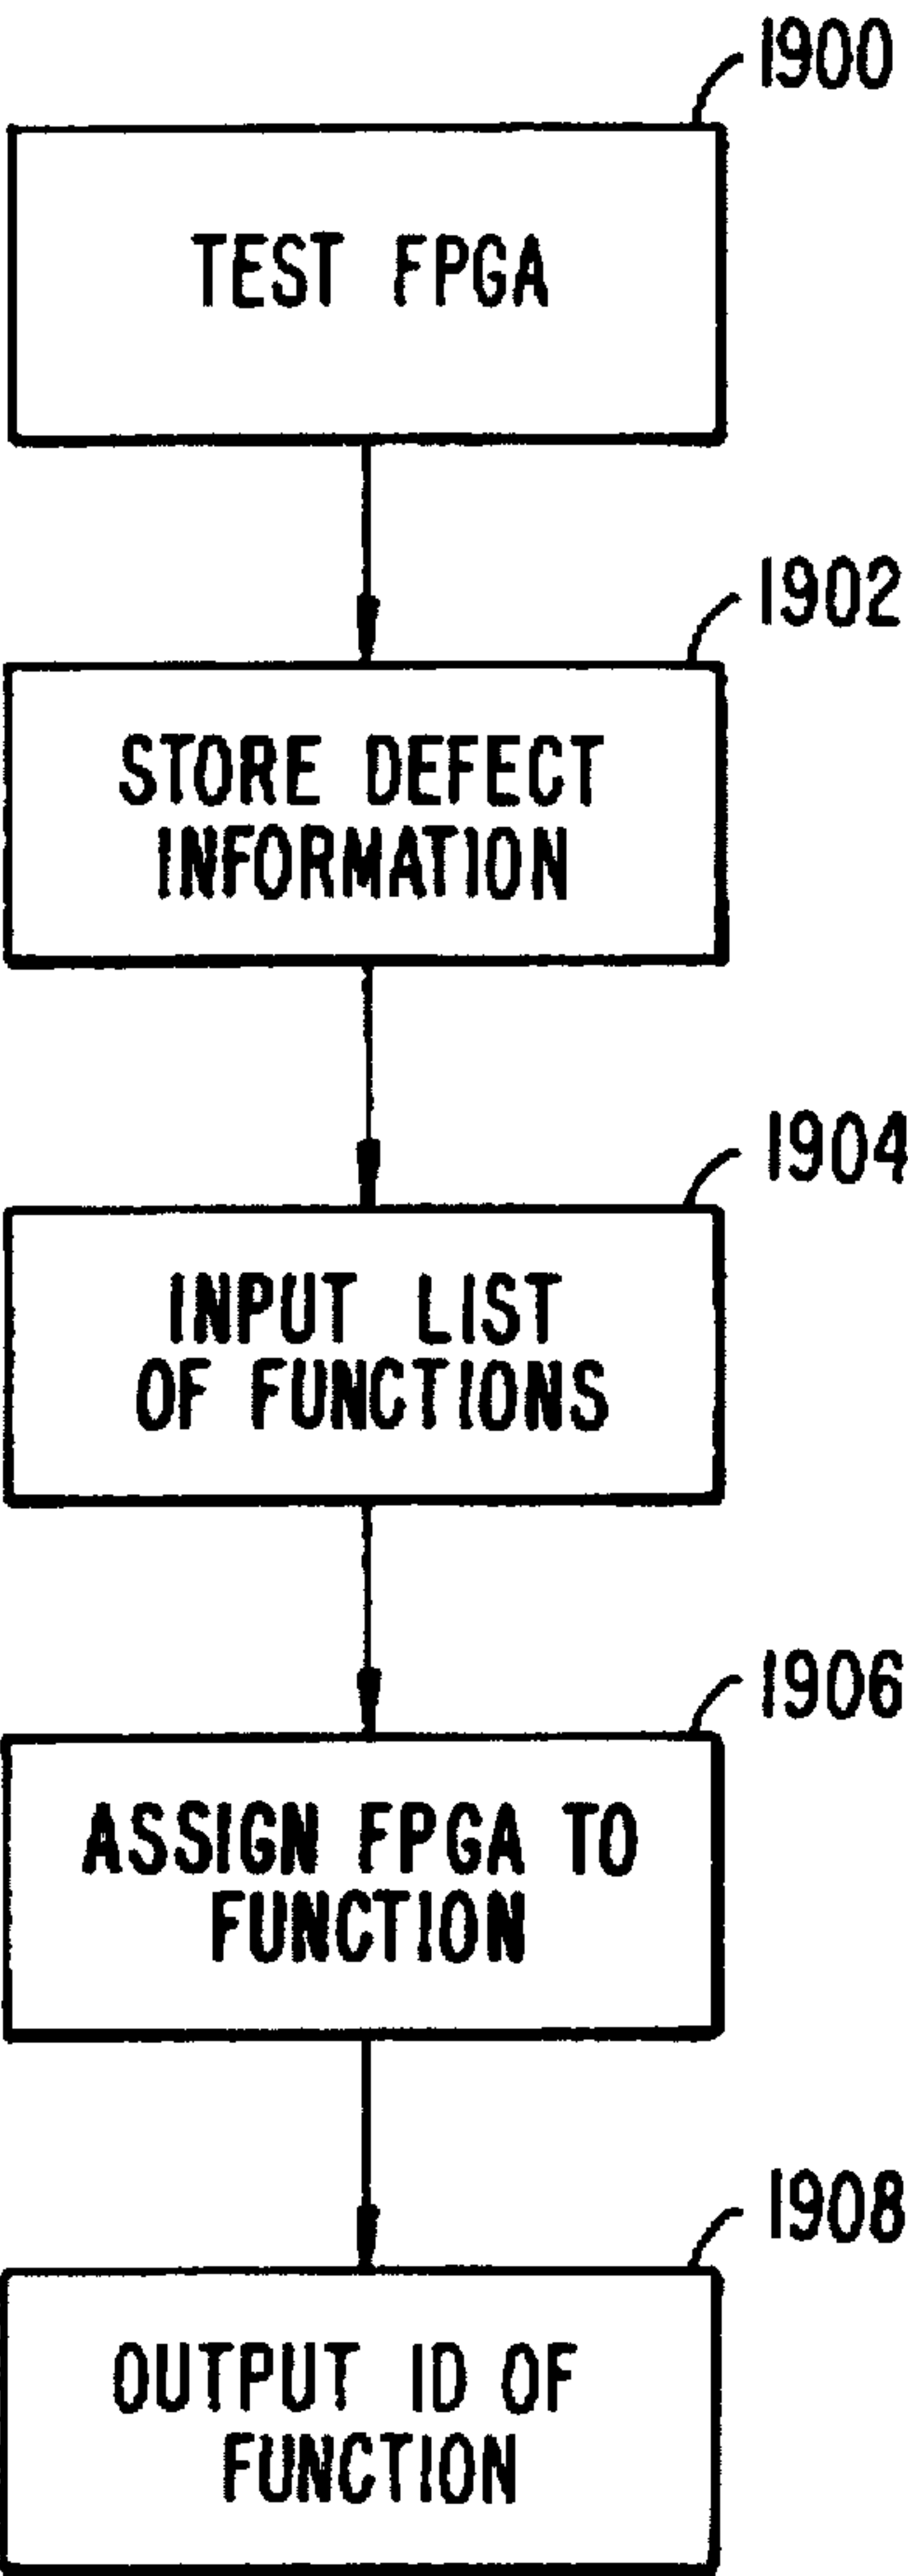 1900
TEST FPGA
1902
STORE DEFECT
INFORMATION
1904
INPUT LIST
OF FUNCTIONS
1906
ASSIGN FPGA TO
FUNCTION
1908
OUTPUT ID OF
FUNCTION